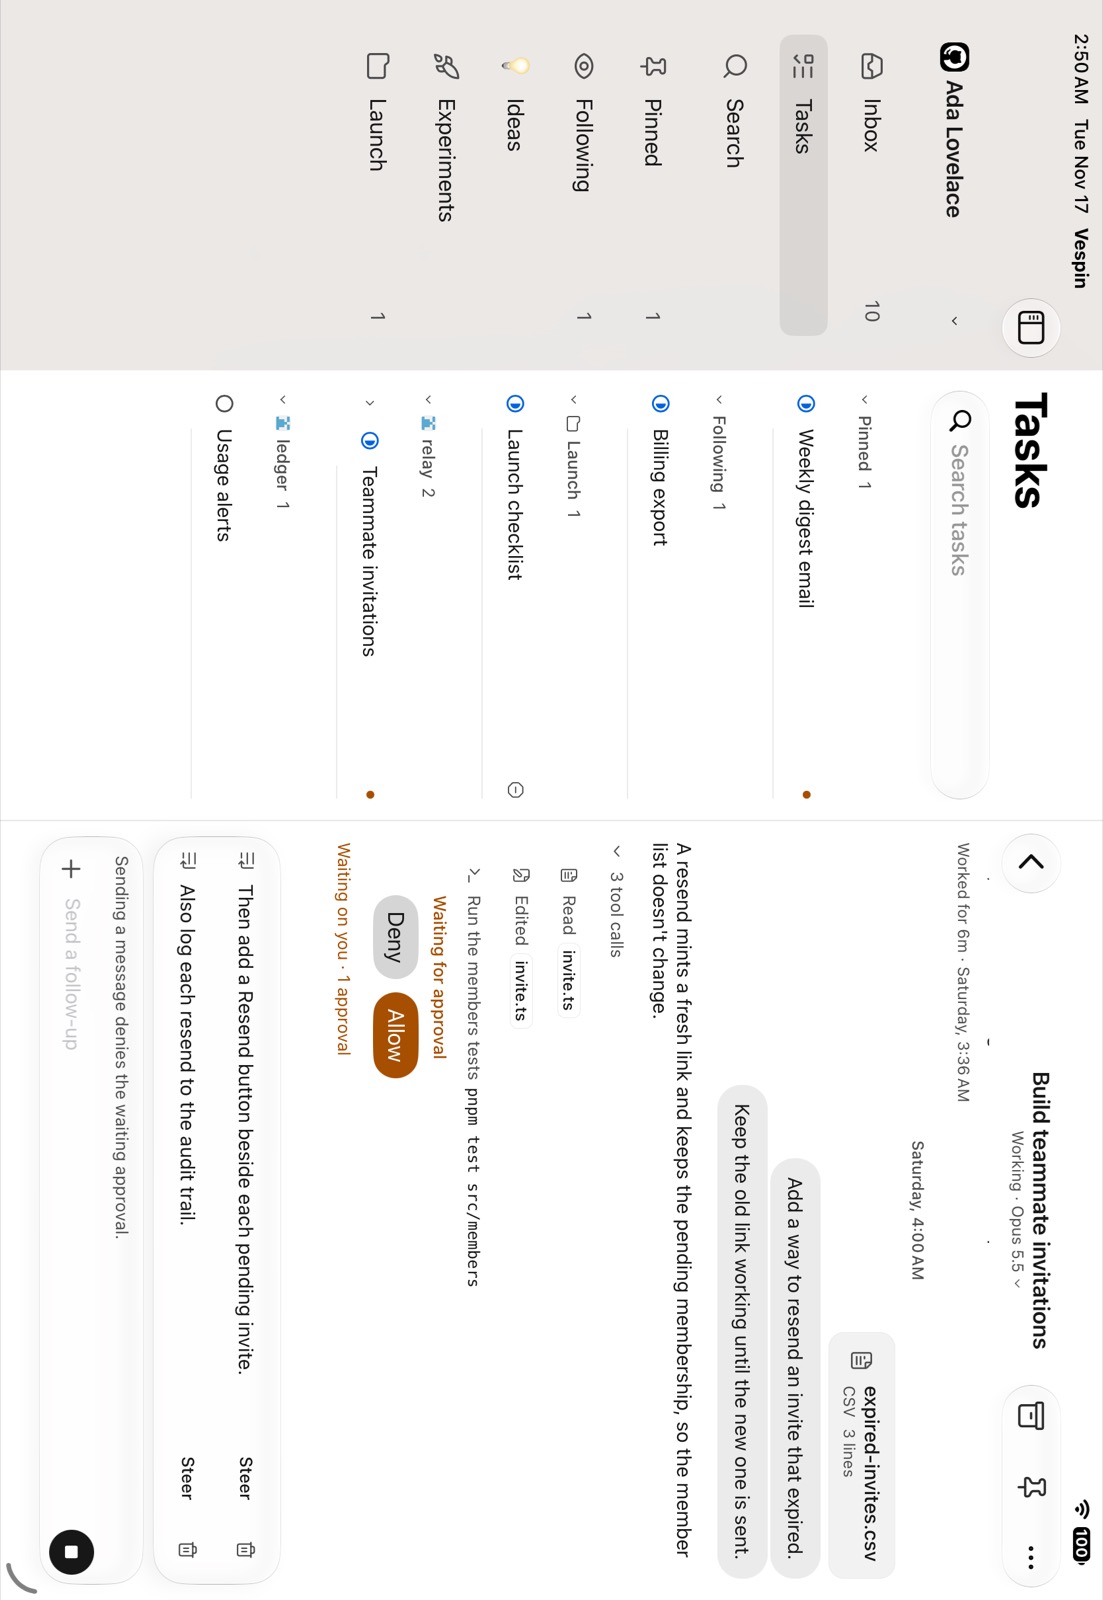 2:50 AM Tue Nov 17 Vespin
100
Ada Lovelace
Inbox 10
Tasks
Search
Pinned 1
Following 1
Ideas
Experiments
Launch 1
Tasks
Search tasks
Pinned 1
Weekly digest email
Following 1
Billing export
Launch 1
Launch checklist
relay 2
Teammate invitations
ledger 1
Usage alerts
Build teammate invitations
Working · Opus 5.5
Worked for 6m · Saturday, 3:36 AM
Saturday, 4:00 AM
expired-invites.csv
CSV 3 lines
Add a way to resend an invite that expired.
Keep the old link working until the new one is sent.
A resend mints a fresh link and keeps the pending membership, so the member
list doesn't change.
3 tool calls
Read invite.ts
Edited invite.ts
Run the members tests pnpm test src/members
Waiting for approval
Deny Allow
Waiting on you · 1 approval
Then add a Resend button beside each pending invite. Steer
Also log each resend to the audit trail. Steer
Sending a message denies the waiting approval.
Send a follow-up